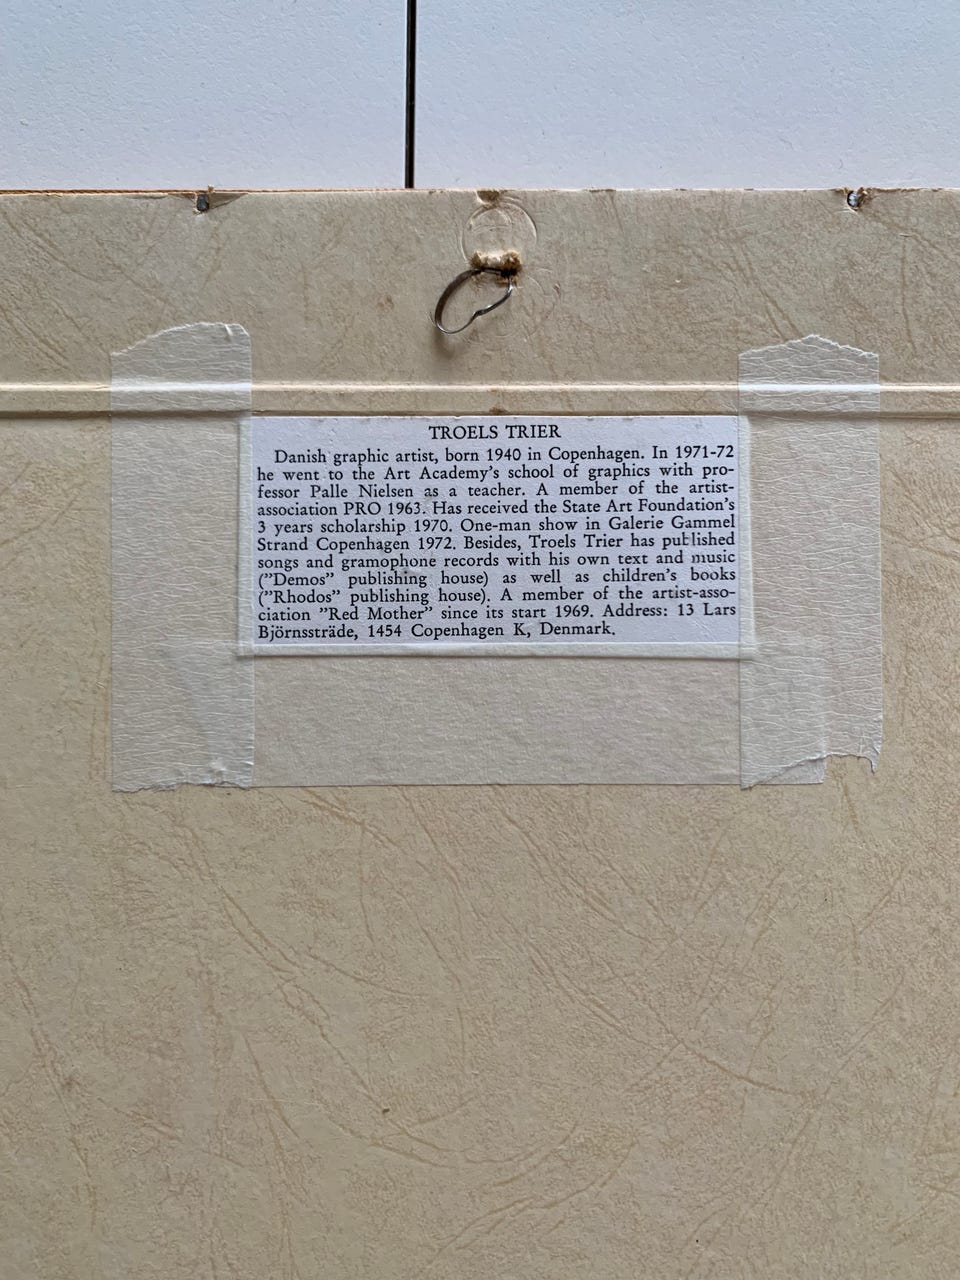 TROELS TRIER
Danish graphic artist, born 1940 in Copenhagen. In 1971-72
he went to the Art Academy's school of graphics with pro-
fessor Palle Nielsen as a teacher. A member of the artist-
association PRO 1963. Has received the State Art Foundation's
3 years scholarship 1970. One-man show in Galerie Gammel
Strand Copenhagen 1972. Besides, Troels Trier has published
songs and gramophone records with his own text and music
("Demos" publishing house) as well as children's books
("Rhodos" publishing house). A member of the artist-asso-
ciation "Red Mother" since its start 1969. Address: 13 Lars
Björnssträde, 1454 Copenhagen K, Denmark.